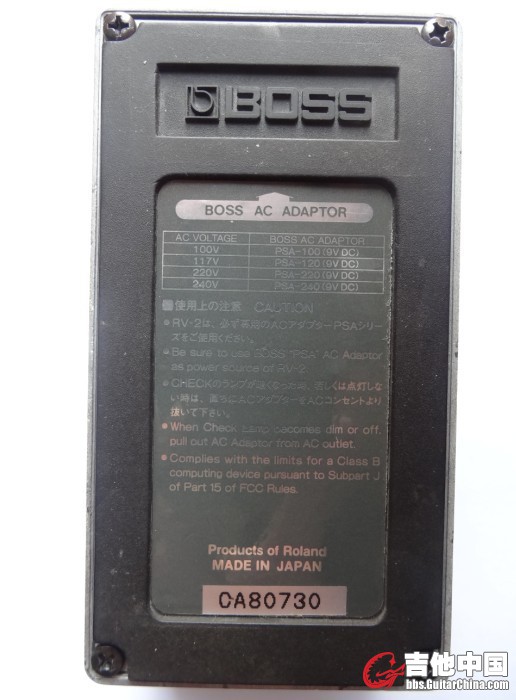 BOSS
BOSS AC ADAPTOR
AC VOLTAGE BOSS AC ADAPTOR
100V PSA-100(9V DC)
117V PSA-120(9V DC)
220V PSA-220(9V DC)
240V PSA-240(9V DC)
■使用上の注意 CAUTION
●RV-2は、必ず専用のACアダプターPSAシリー
ズをご使用ください。
●Be sure to use BOSS "PSA" AC Adaptor
as power source of RV-2.
●CHECKのランプが暗くなった時、若しくは点灯しな
い時は、直ちにACアダプターをACコンセントより
抜いて下さい。
●When Check Lamp becomes dim or off,
pull out AC Adaptor from AC outlet.
●Complies with the limits for a Class B
computing device pursuant to Subpart J
of Part 15 of FCC Rules.
Products of Roland
MADE IN JAPAN
CA80730
吉他中国
bbs.GuitarChina.com